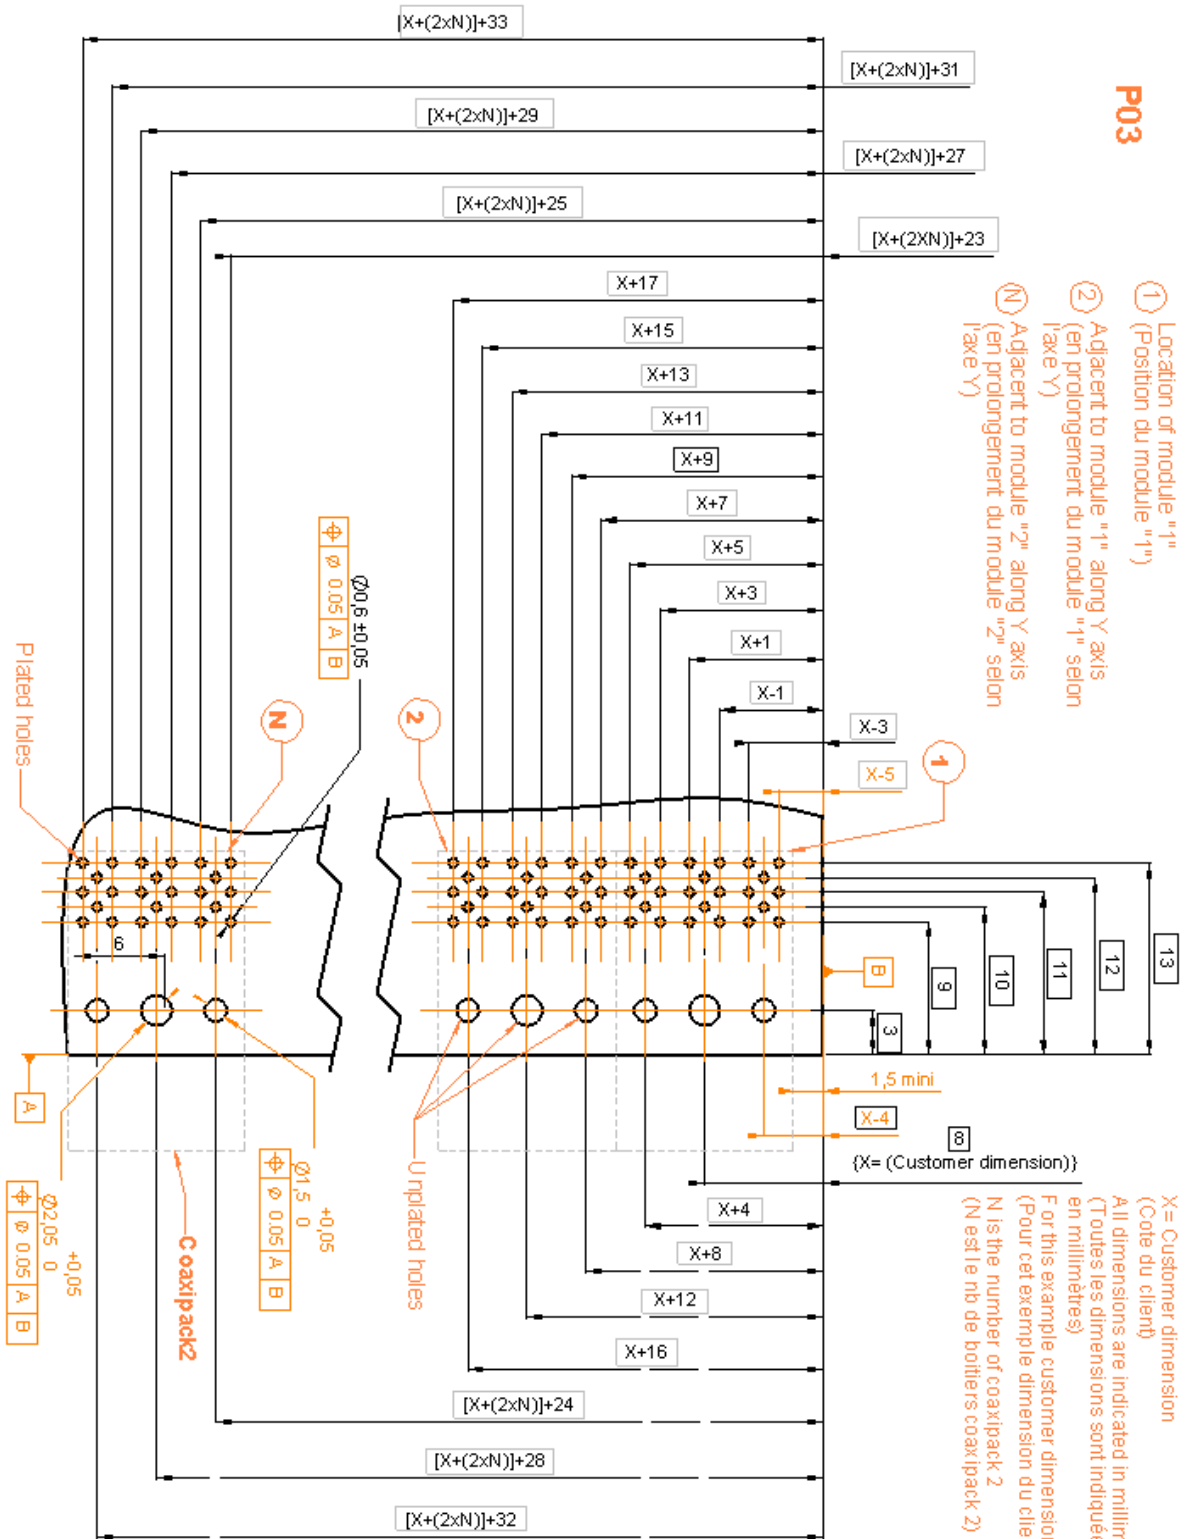 [X+(2xN)]+33
[X+(2xN)]+31
[X+(2xN)]+29
[X+(2xN)]+27
[X+(2xN)]+25
[X+(2XN)]+23
X+17
X+15
X+13
X+11
X+9
X+7
X+5
X+3
X+1
X-1
X-3
X-5
P03
1 Location of module "1"
(Position du module "1")
2 Adjacent to module "1" along Y axis
(en prolongement du module "1" selon
l'axe Y)
N Adjacent to module "2" along Y axis
(en prolongement du module "2" selon
l'axe Y)
Ø0,6 ±0,05
⌖ Ø 0.05 A B
Plated holes
N
2
1
6
13
12
11
10
9
3
B
A
1,5 mini
X-4
8
{X= (Customer dimension)}
X+4
X+8
X+12
X+16
[X+(2xN)]+24
[X+(2xN)]+28
[X+(2xN)]+32
Unplated holes
Ø1,5 +0,05 0
⌖ Ø 0.05 A B
Coaxipack2
Ø2,05 +0,05 0
⌖ Ø 0.05 A B
X= Customer dimension
(Cote du client)
All dimensions are indicated in
(Toutes les dimensions sont
en millimètres)
For this example customer
(Pour cet exemple dimension du
N is the number of coaxipack 2
(N est le nb de boitiers coaxipack 2)